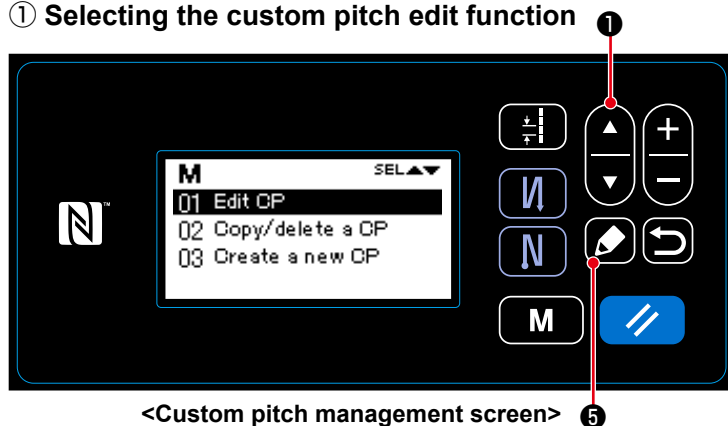 ① Selecting the custom pitch edit function
❶
M SEL▲▼
01 Edit CP
02 Copy/delete a CP
03 Create a new CP
N™
M
<Custom pitch management screen> ❺